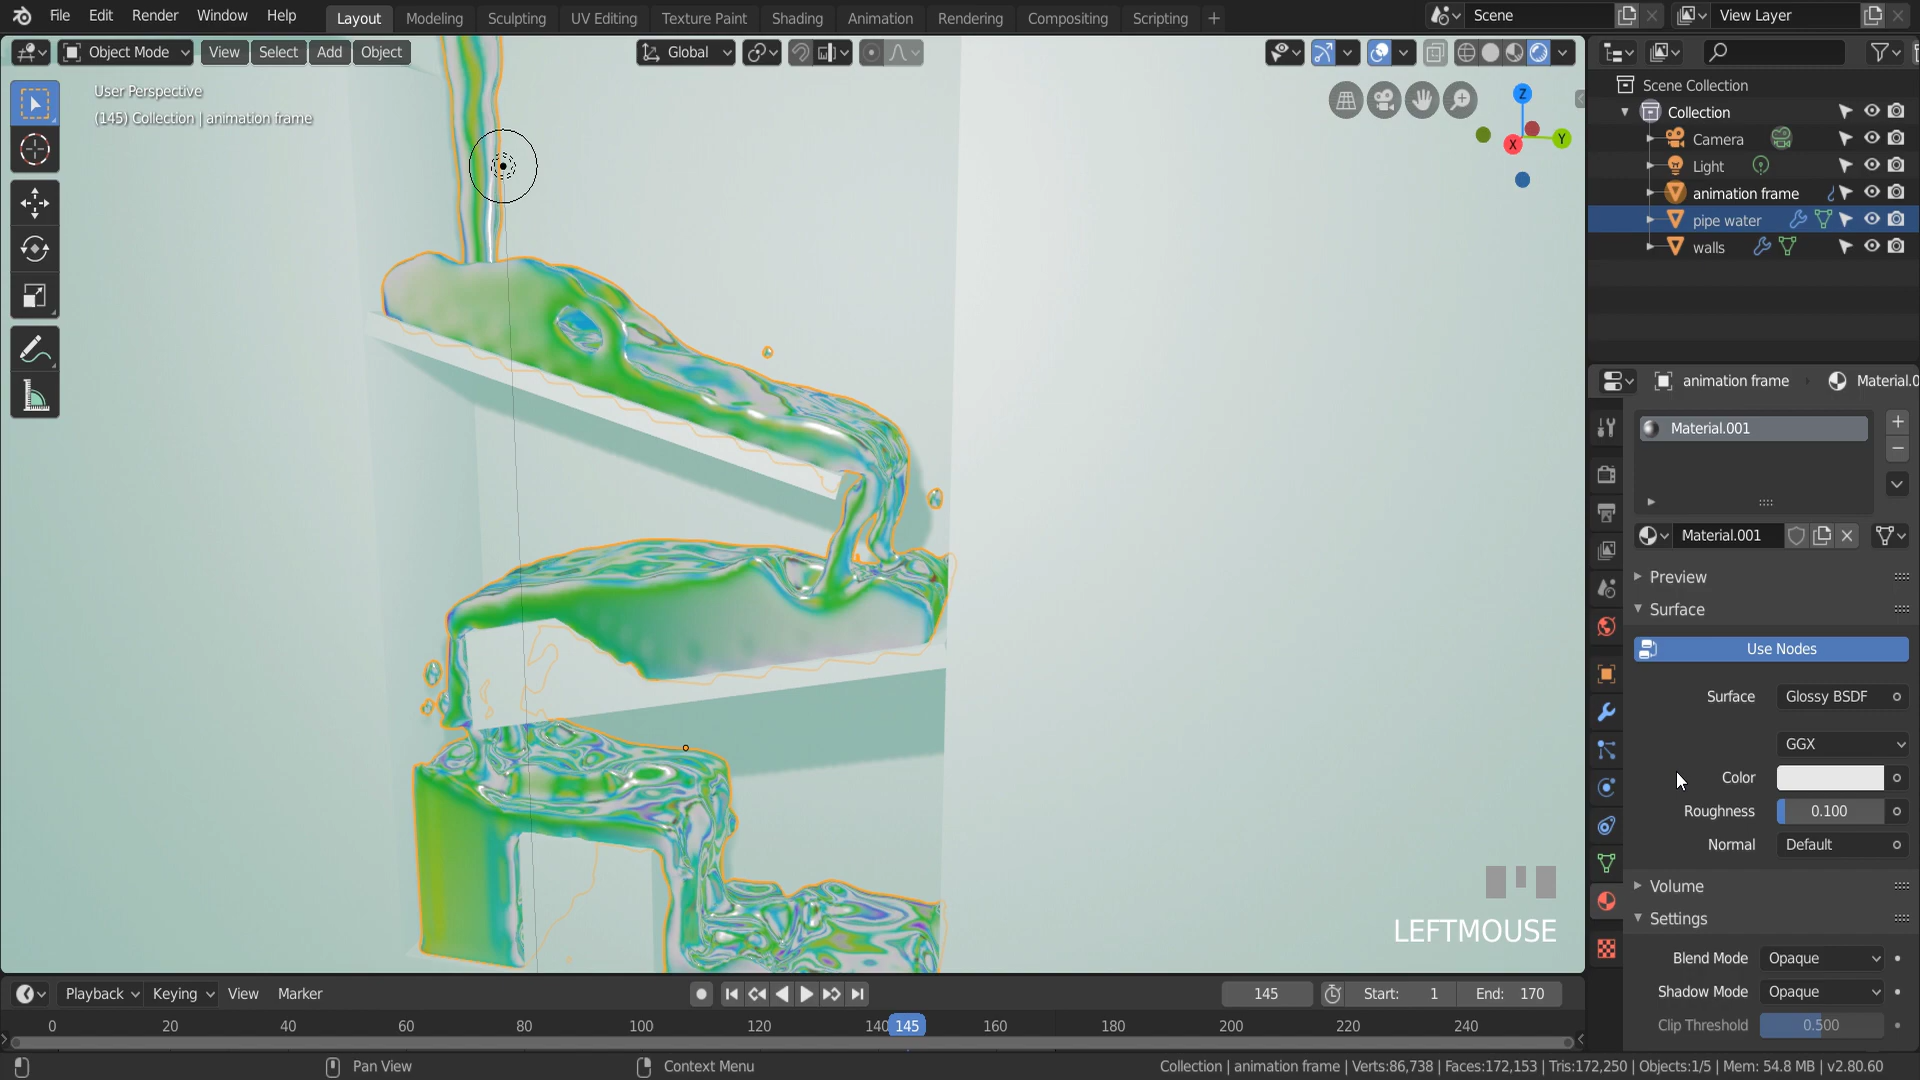 File Edit Render Window Help Layout Modeling Sculpting UV Editing Texture Paint Shading Animation Rendering Compositing Scripting + Scene View Layer
Object Mode View Select Add Object Global
User Perspective
(145) Collection | animation frame
Z
Y
X
Scene Collection
Collection
Camera
Light
animation frame
pipe water
walls
animation frame Material.0
Material.001
Material.001
Preview
Surface
Use Nodes
Surface Glossy BSDF
GGX
Color
Roughness 0.100
Normal Default
Volume
Settings
Blend Mode Opaque
Shadow Mode Opaque
Clip Threshold 0.500
LEFTMOUSE
Playback Keying View Marker 145 Start: 1 End: 170
0 20 40 60 80 100 120 140 145 160 180 200 220 240
Pan View Context Menu Collection | animation frame | Verts:86,738 | Faces:172,153 | Tris:172,250 | Objects:1/5 | Mem: 54.8 MB | v2.80.60